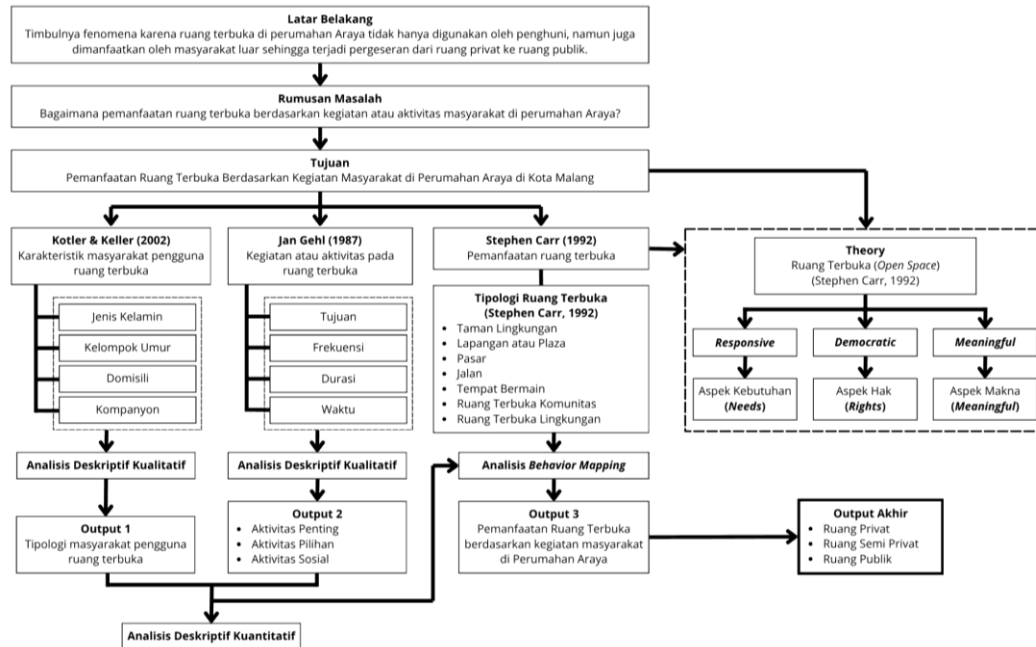 Latar Belakang
Timbulnya fenomena karena ruang terbuka di perumahan Araya tidak hanya digunakan oleh penghuni, namun juga
dimanfaatkan oleh masyarakat luar sehingga terjadi pergeseran dari ruang privat ke ruang publik.
Rumusan Masalah
Bagaimana pemanfaatan ruang terbuka berdasarkan kegiatan atau aktivitas masyarakat di perumahan Araya?
Tujuan
Pemanfaatan Ruang Terbuka Berdasarkan Kegiatan Masyarakat di Perumahan Araya di Kota Malang
Kotler & Keller (2002)
Karakteristik masyarakat pengguna
ruang terbuka
Jenis Kelamin
Kelompok Umur
Domisili
Kompanyon
Analisis Deskriptif Kualitatif
Output 1
Tipologi masyarakat pengguna
ruang terbuka
Jan Gehl (1987)
Kegiatan atau aktivitas pada
ruang terbuka
Tujuan
Frekuensi
Durasi
Waktu
Analisis Deskriptif Kualitatif
Output 2
• Aktivitas Penting
• Aktivitas Pilihan
• Aktivitas Sosial
Analisis Deskriptif Kuantitatif
Stephen Carr (1992)
Pemanfaatan ruang terbuka
Tipologi Ruang Terbuka
(Stephen Carr, 1992)
• Taman Lingkungan
• Lapangan atau Plaza
• Pasar
• Jalan
• Tempat Bermain
• Ruang Terbuka Komunitas
• Ruang Terbuka Lingkungan
Analisis Behavior Mapping
Output 3
Pemanfaatan Ruang Terbuka
berdasarkan kegiatan masyarakat
di Perumahan Araya
Theory
Ruang Terbuka (Open Space)
(Stephen Carr, 1992)
Responsive
Democratic
Meaningful
Aspek Kebutuhan
(Needs)
Aspek Hak
(Rights)
Aspek Makna
(Meaningful)
Output Akhir
• Ruang Privat
• Ruang Semi Privat
• Ruang Publik